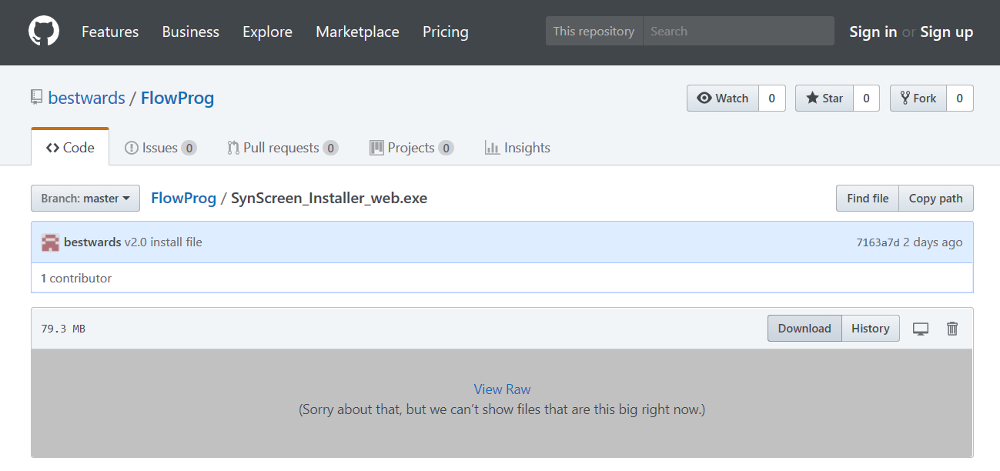 Features Business Explore Marketplace Pricing This repository Search Sign in or Sign up
bestwards / FlowProg Watch 0 Star 0 Fork 0
Code Issues 0 Pull requests 0 Projects 0 Insights
Branch: master FlowProg / SynScreen_Installer_web.exe Find file Copy path
bestwards v2.0 install file 7163a7d 2 days ago
1 contributor
79.3 MB Download History
View Raw
(Sorry about that, but we can’t show files that are this big right now.)